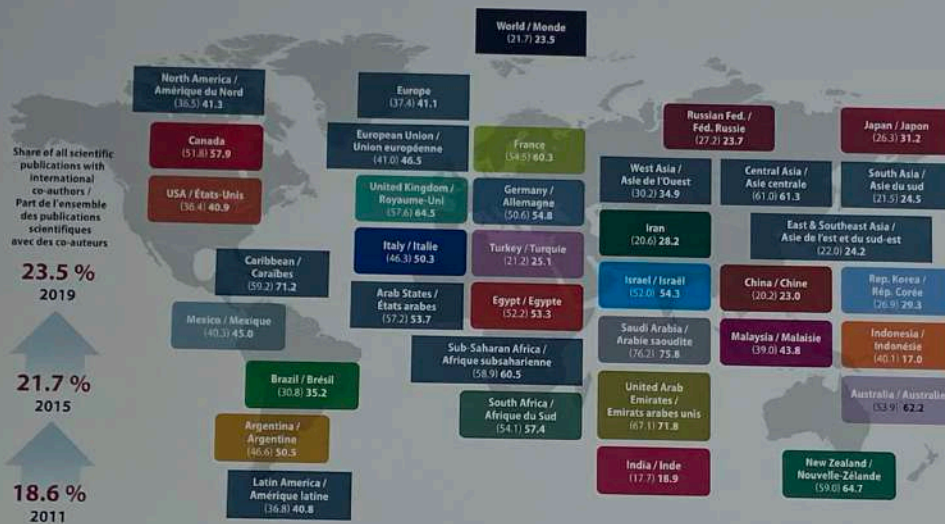 World / Monde
(21.7) 23.5
North America /
Amérique du Nord
(36.5) 41.3
Europe
(37.4) 41.1
Russian Fed. /
Féd. Russie
(27.2) 23.7
Japan / Japon
(26.3) 31.2
Canada
(51.8) 57.9
European Union /
Union européenne
(41.0) 46.5
France
(54.5) 60.3
Share of all scientific
publications with
international
co-authors /
Part de l'ensemble
des publications
scientifiques
avec des co-auteurs
West Asia /
Asie de l'Ouest
(30.2) 34.9
Central Asia /
Asie centrale
(61.0) 61.3
South Asia /
Asie du sud
(21.5) 24.5
USA / États-Unis
(36.4) 40.9
United Kingdom /
Royaume-Uni
(57.6) 64.5
Germany /
Allemagne
(50.6) 54.8
Iran
(20.6) 28.2
East & Southeast Asia /
Asie de l'est et du sud-est
(22.0) 24.2
Italy / Italie
(46.3) 50.3
Turkey / Turquie
(21.2) 25.1
23.5 %
2019
Caribbean /
Caraïbes
(59.2) 71.2
Israel / Israël
(52.0) 54.3
China / Chine
(20.2) 23.0
Rep. Korea /
Rép. Corée
(26.9) 29.3
Arab States /
États arabes
(57.2) 53.7
Egypt / Egypte
(52.2) 53.3
Mexico / Mexique
(40.3) 45.0
Saudi Arabia /
Arabie saoudite
(76.2) 75.8
Malaysia / Malaisie
(39.0) 43.8
Indonesia /
Indonésie
(40.1) 17.0
Sub-Saharan Africa /
Afrique subsaharienne
(58.9) 60.5
21.7 %
2015
Brazil / Brésil
(30.8) 35.2
South Africa /
Afrique du Sud
(54.1) 57.4
United Arab
Emirates /
Emirats arabes unis
(67.1) 71.8
Australia / Australie
(53.9) 62.2
Argentina /
Argentine
(46.6) 50.5
India / Inde
(17.7) 18.9
New Zealand /
Nouvelle-Zélande
(59.0) 64.7
Latin America /
Amérique latine
(36.8) 40.8
18.6 %
2011